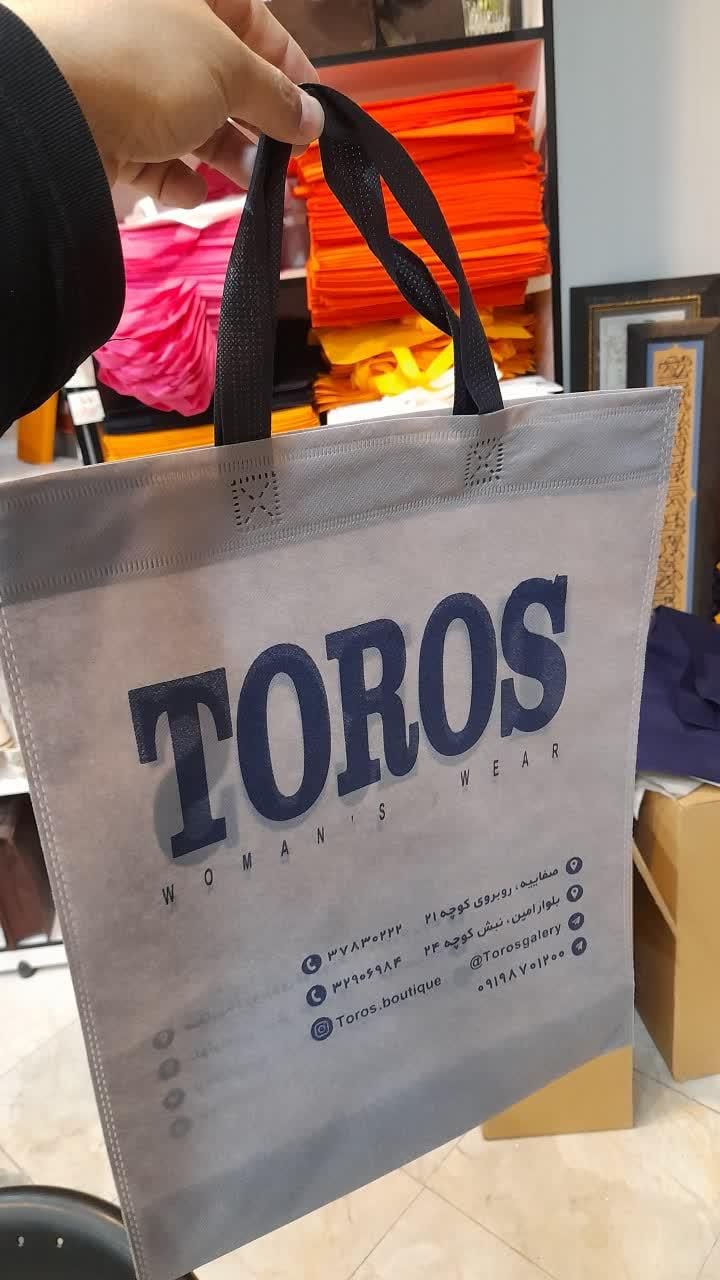 TOROS
WOMAN'S WEAR
صفاییه، روبروی کوچه ۲۱ ۳۷۸۳۰۲۲۲
بلوار امین، نبش کوچه ۲۴ ۳۲۹۰۶۹۸۴
@Torosgalery Toros.boutique
۰۹۱۹۸۷۰۱۲۰۰